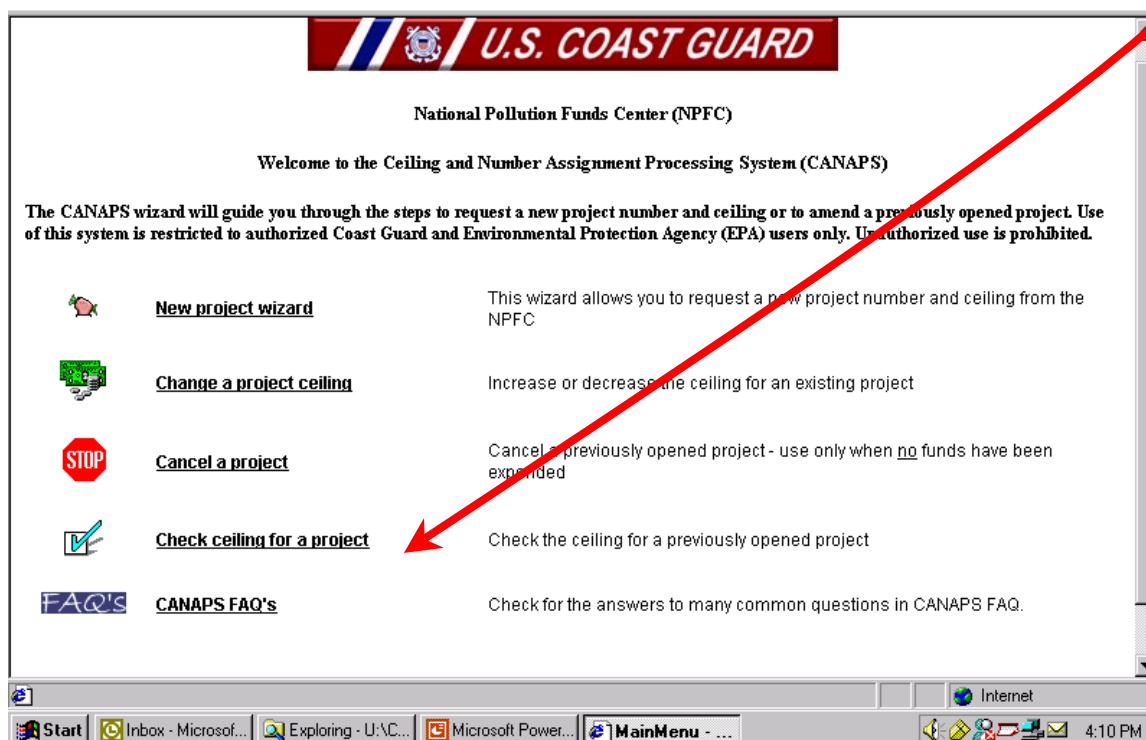 U.S. COAST GUARD
National Pollution Funds Center (NPFC)
Welcome to the Ceiling and Number Assignment Processing System (CANAPS)
The CANAPS wizard will guide you through the steps to request a new project number and ceiling or to amend a previously opened project. Use
of this system is restricted to authorized Coast Guard and Environmental Protection Agency (EPA) users only. Unauthorized use is prohibited.
New project wizard
This wizard allows you to request a new project number and ceiling from the
NPFC
Change a project ceiling
Increase or decrease the ceiling for an existing project
STOP
Cancel a project
Cancel a previously opened project - use only when no funds have been
expended
Check ceiling for a project
Check the ceiling for a previously opened project
FAQ'S
CANAPS FAQ's
Check for the answers to many common questions in CANAPS FAQ.
Internet
Start
Inbox - Microsof...
Exploring - U:\C...
Microsoft Power...
MainMenu - ...
4:10 PM